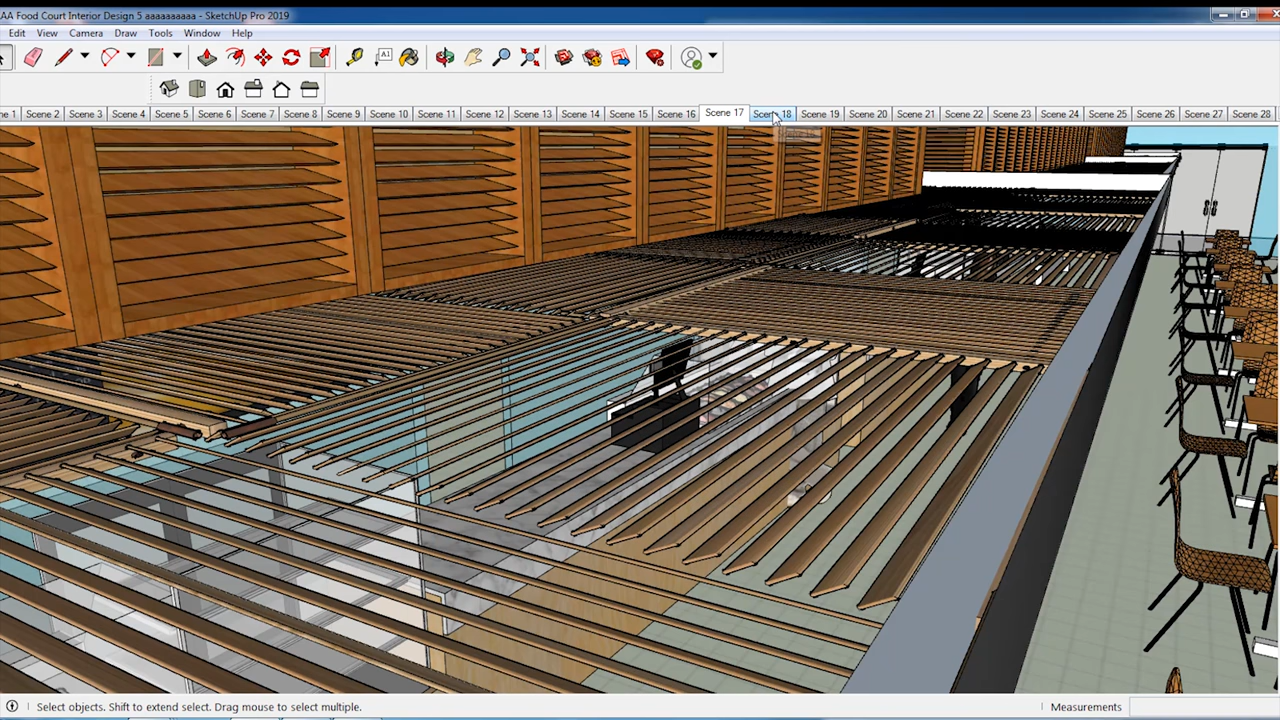 AA Food Court Interior Design 5 aaaaaaaaaa - SketchUp Pro 2019
Edit View Camera Draw Tools Window Help
A1
ne 1 Scene 2 Scene 3 Scene 4 Scene 5 Scene 6 Scene 7 Scene 8 Scene 9 Scene 10 Scene 11 Scene 12 Scene 13 Scene 14 Scene 15 Scene 16 Scene 17 Scene 18 Scene 19 Scene 20 Scene 21 Scene 22 Scene 23 Scene 24 Scene 25 Scene 26 Scene 27 Scene 28
Select objects. Shift to extend select. Drag mouse to select multiple. Measurements